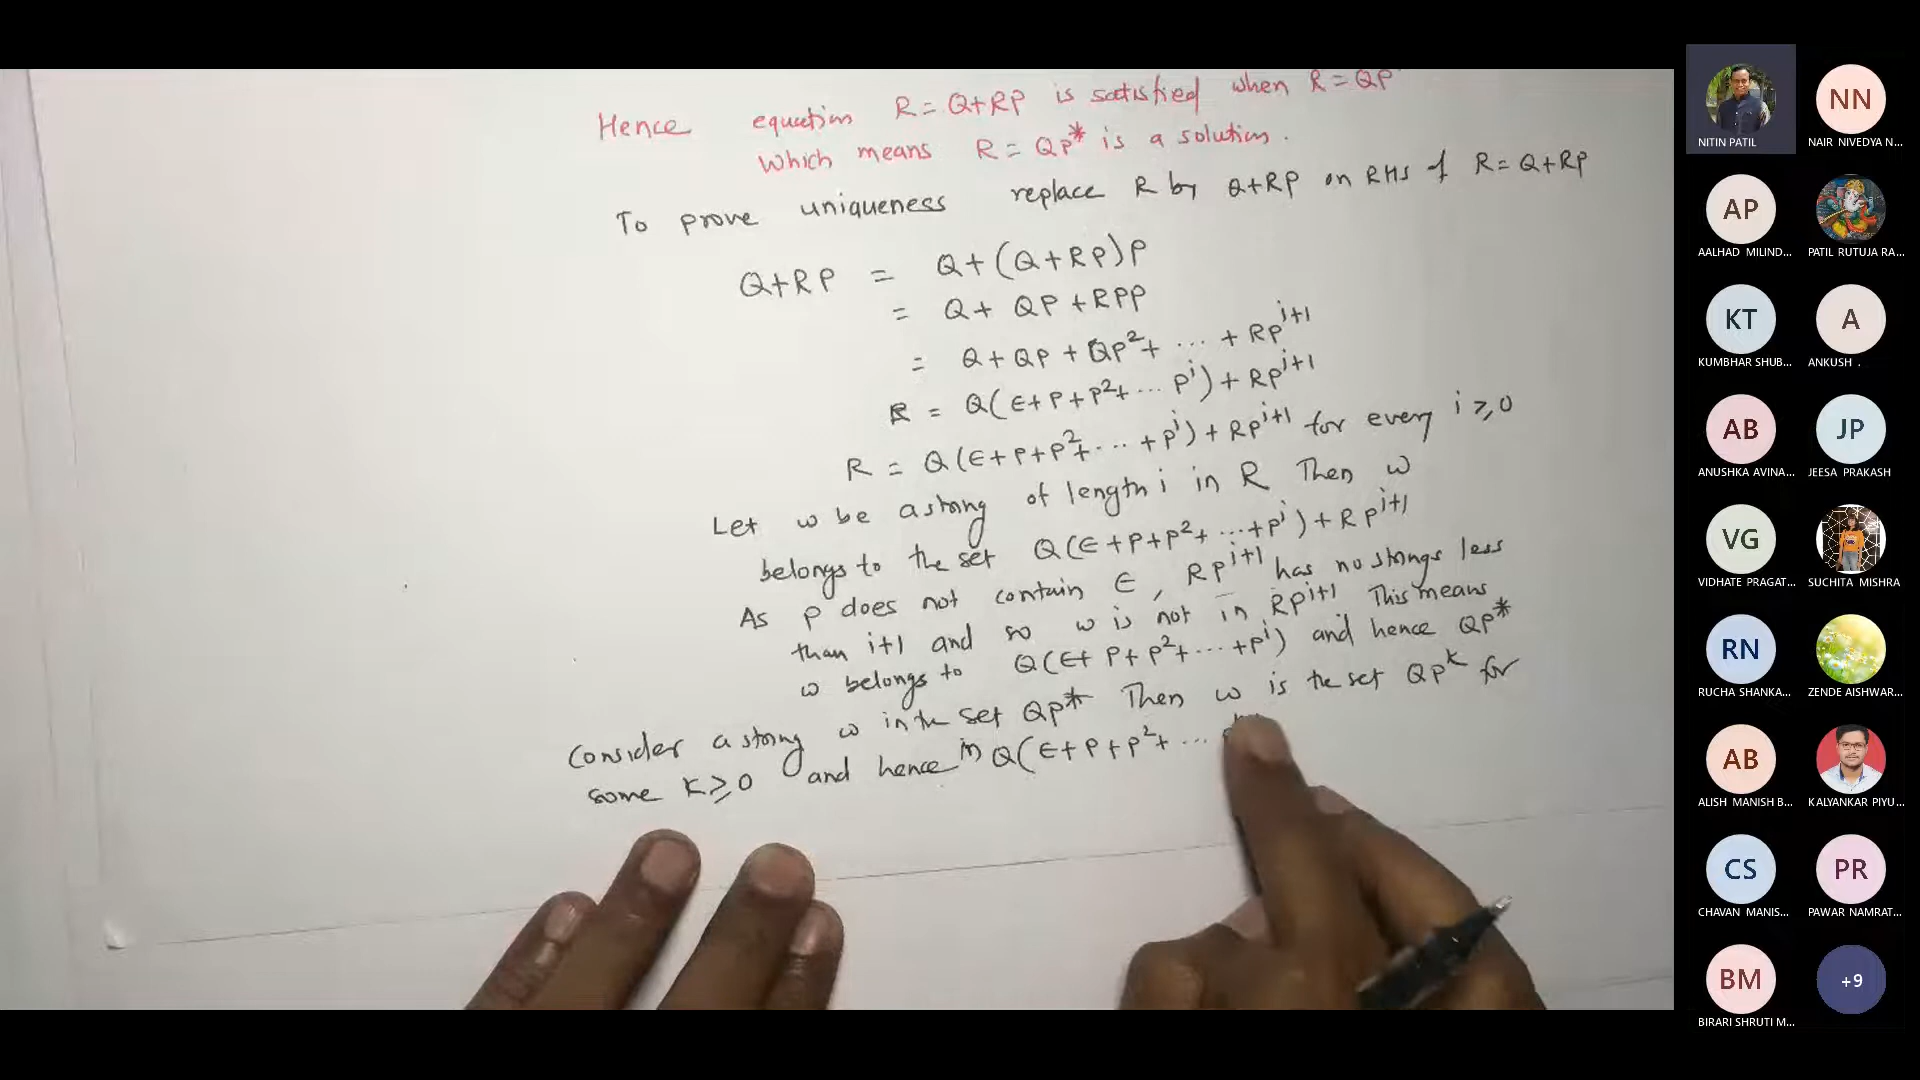 Hence equation R = Q+RP is satisfied when R = QP
which means R = QP* is a solution.
To prove uniqueness replace R by Q+RP on RHS of R = Q+RP
Q+RP = Q+(Q+RP)P
= Q + QP + RPP
= Q + QP + QP² + ... + RP^{i+1}
R = Q(∈+P+P²+ ... P^i) + RP^{i+1}
R = Q(∈+P+P²+ ... +P^i) + RP^{i+1} for every i ≥ 0
Let ω be a string of length i in R Then ω
belongs to the set Q(∈+P+P²+ ... +P^i) + RP^{i+1}
As P does not contain ∈, RP^{i+1} has no strings less
than i+1 and so ω is not in RP^{i+1} This means
ω belongs to Q(∈+P+P²+ ... +P^i) and hence QP*
Consider a string ω in the set QP* Then ω is the set QP^k for
some K ≥ 0 and hence in Q(∈+P+P²+ ...
NITIN PATIL
NN
NAIR NIVEDYA N...
AP
AALHAD MILIND...
PATIL RUTUJA RA...
KT
KUMBHAR SHUB...
A
ANKUSH .
AB
ANUSHKA AVINA...
JP
JEESA PRAKASH
VG
VIDHATE PRAGAT...
SUCHITA MISHRA
RN
RUCHA SHANKA...
ZENDE AISHWAR...
AB
ALISH MANISH B...
KALYANKAR PIYU...
CS
CHAVAN MANIS...
PR
PAWAR NAMRAT...
BM
BIRARI SHRUTI M...
+9